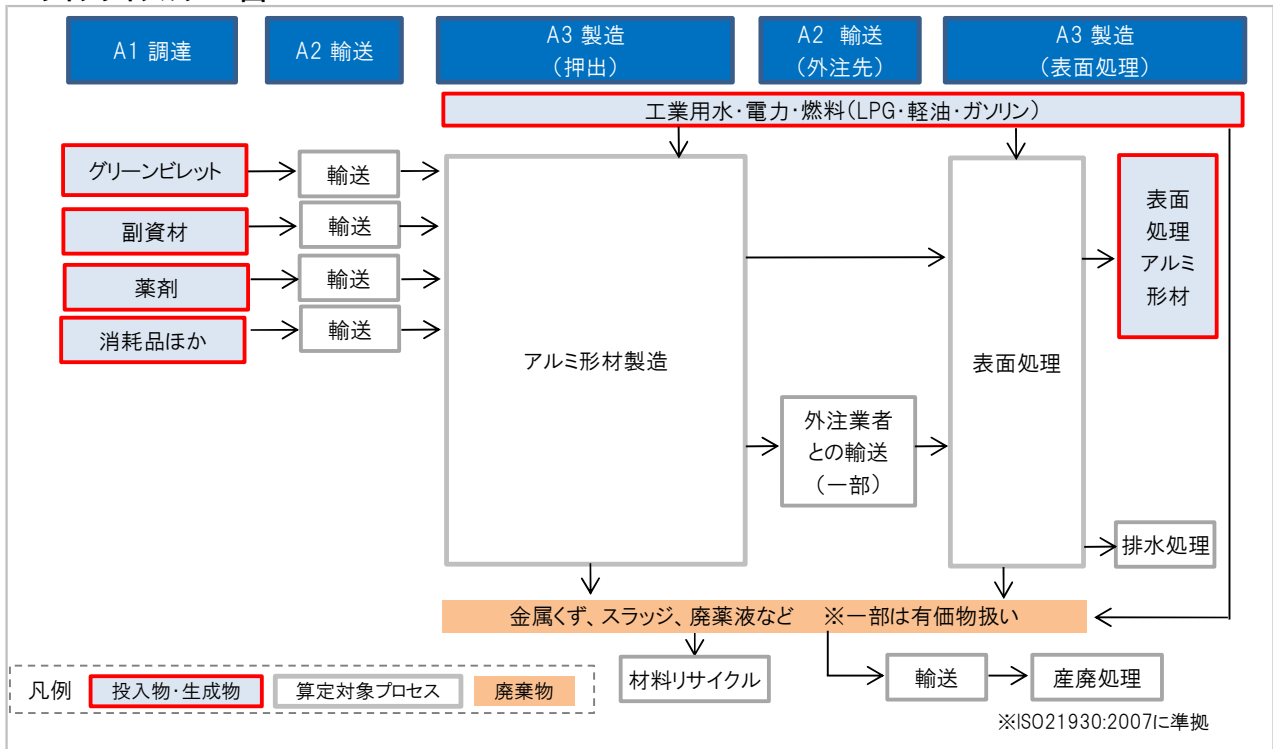 A1 調達
A2 輸送
A3 製造
（押出）
A2 輸送
（外注先）
A3 製造
（表面処理）
工業用水・電力・燃料（LPG・軽油・ガソリン）
グリーンビレット
輸送
副資材
輸送
薬剤
輸送
消耗品ほか
輸送
アルミ形材製造
外注業者
との輸送
（一部）
表面処理
表面
処理
アルミ
形材
排水処理
金属くず、スラッジ、廃薬液など　※一部は有価物扱い
材料リサイクル
輸送
産廃処理
凡例
投入物・生成物
算定対象プロセス
廃棄物
※ISO21930:2007に準拠